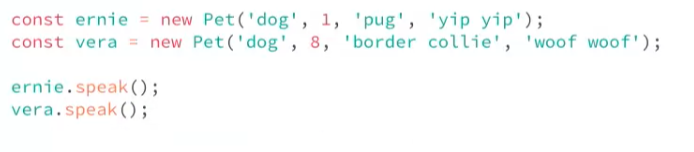 const ernie = new Pet('dog', 1, 'pug', 'yip yip');
const vera = new Pet('dog', 8, 'border collie', 'woof woof');
ernie.speak();
vera.speak();